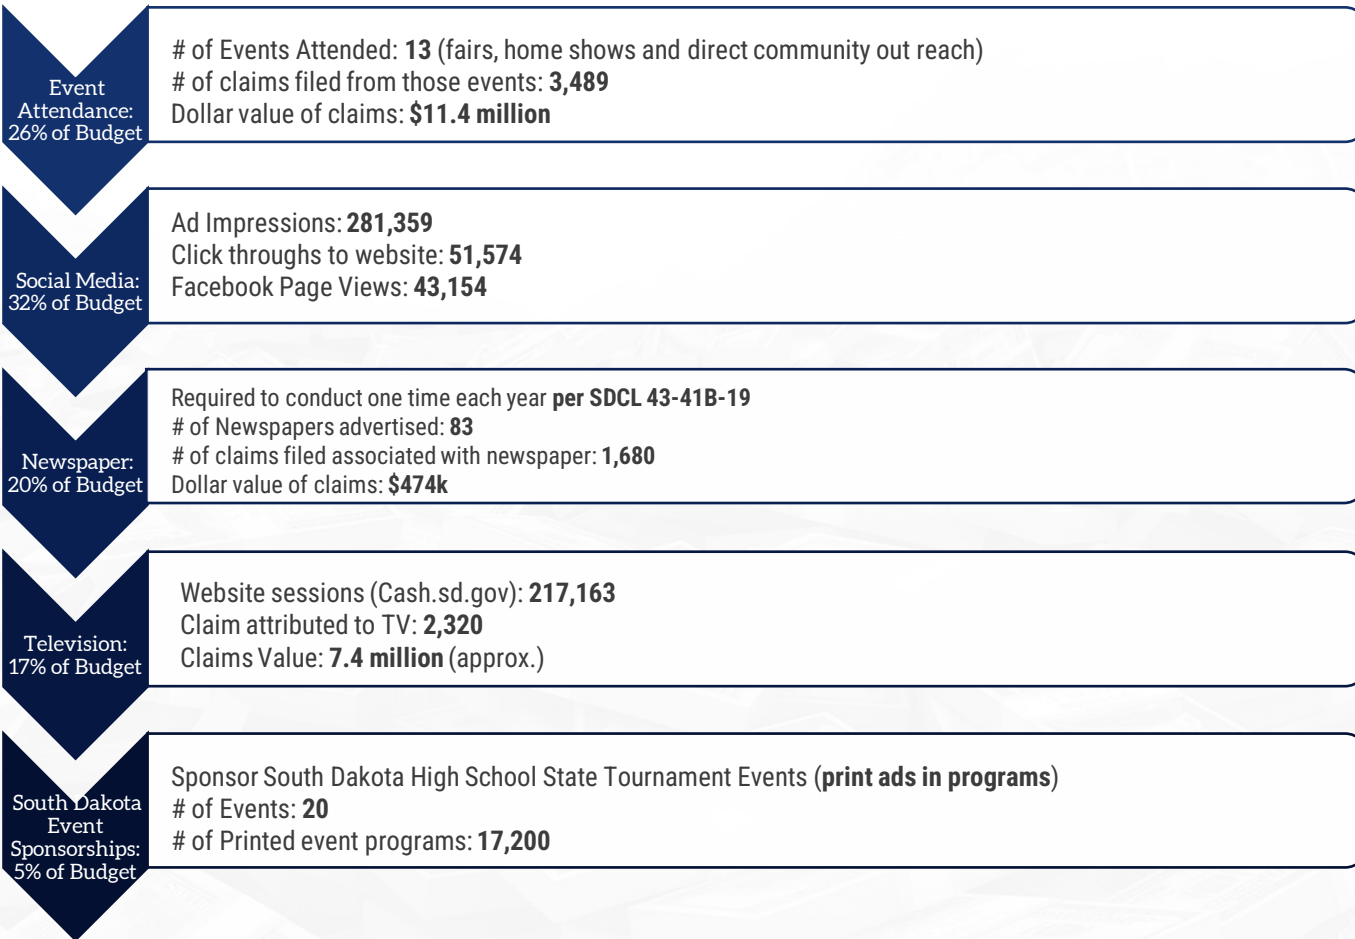 Event
Attendance:
26% of Budget
# of Events Attended: 13 (fairs, home shows and direct community out reach)
# of claims filed from those events: 3,489
Dollar value of claims: $11.4 million
Social Media:
32% of Budget
Ad Impressions: 281,359
Click throughs to website: 51,574
Facebook Page Views: 43,154
Newspaper:
20% of Budget
Required to conduct one time each year per SDCL 43-41B-19
# of Newspapers advertised: 83
# of claims filed associated with newspaper: 1,680
Dollar value of claims: $474k
Television:
17% of Budget
Website sessions (Cash.sd.gov): 217,163
Claim attributed to TV: 2,320
Claims Value: 7.4 million (approx.)
South Dakota
Event
Sponsorships:
5% of Budget
Sponsor South Dakota High School State Tournament Events (print ads in programs)
# of Events: 20
# of Printed event programs: 17,200